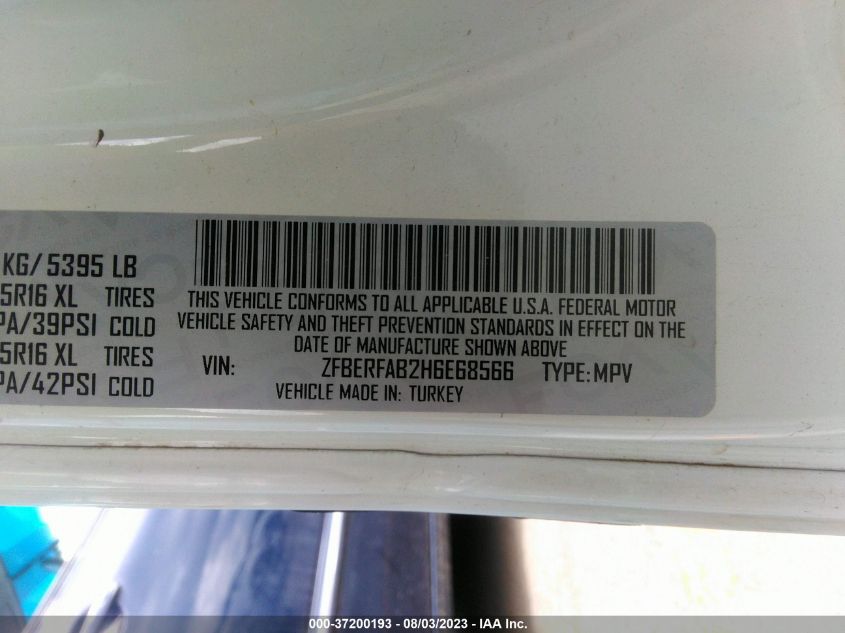 KG/ 5395 LB
5R16 XL TIRES
PA/39PSI COLD
5R16 XL TIRES
PA/42PSI COLD
THIS VEHICLE CONFORMS TO ALL APPLICABLE U.S.A. FEDERAL MOTOR
VEHICLE SAFETY AND THEFT PREVENTION STANDARDS IN EFFECT ON THE
DATE OF MANUFACTURE SHOWN ABOVE
VIN: ZFBERFAB2H6E68566 TYPE: MPV
VEHICLE MADE IN: TURKEY
000-37200193 - 08/03/2023 - IAA Inc.